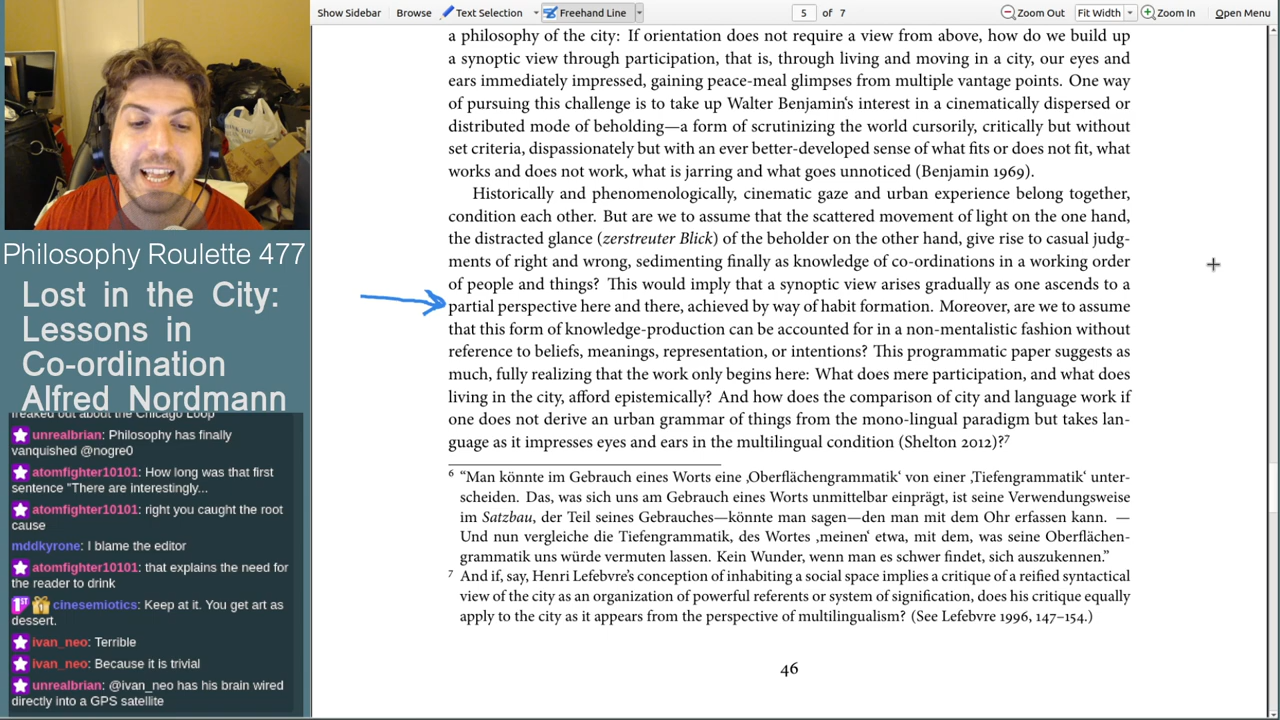 Show Sidebar Browse Text Selection Freehand Line 5 of 7 Zoom Out Fit Width Zoom In Open Menu
a philosophy of the city: If orientation does not require a view from above, how do we build up
a synoptic view through participation, that is, through living and moving in a city, our eyes and
ears immediately impressed, gaining peace-meal glimpses from multiple vantage points. One way
of pursuing this challenge is to take up Walter Benjamin's interest in a cinematically dispersed or
distributed mode of beholding—a form of scrutinizing the world cursorily, critically but without
set criteria, dispassionately but with an ever better-developed sense of what fits or does not fit, what
works and does not work, what is jarring and what goes unnoticed (Benjamin 1969).
Historically and phenomenologically, cinematic gaze and urban experience belong together,
condition each other. But are we to assume that the scattered movement of light on the one hand,
the distracted glance (zerstreuter Blick) of the beholder on the other hand, give rise to casual judg-
ments of right and wrong, sedimenting finally as knowledge of co-ordinations in a working order
of people and things? This would imply that a synoptic view arises gradually as one ascends to a
partial perspective here and there, achieved by way of habit formation. Moreover, are we to assume
that this form of knowledge-production can be accounted for in a non-mentalistic fashion without
reference to beliefs, meanings, representation, or intentions? This programmatic paper suggests as
much, fully realizing that the work only begins here: What does mere participation, and what does
living in the city, afford epistemically? And how does the comparison of city and language work if
one does not derive an urban grammar of things from the mono-lingual paradigm but takes lan-
guage as it impresses eyes and ears in the multilingual condition (Shelton 2012)?7
6 “Man könnte im Gebrauch eines Worts eine ‚Oberflächengrammatik‘ von einer ‚Tiefengrammatik‘ unter-
scheiden. Das, was sich uns am Gebrauch eines Worts unmittelbar einprägt, ist seine Verwendungsweise
im Satzbau, der Teil seines Gebrauches—könnte man sagen—den man mit dem Ohr erfassen kann. —
Und nun vergleiche die Tiefengrammatik, des Wortes ‚meinen‘ etwa, mit dem, was seine Oberflächen-
grammatik uns würde vermuten lassen. Kein Wunder, wenn man es schwer findet, sich auszukennen.”
7 And if, say, Henri Lefebvre's conception of inhabiting a social space implies a critique of a reified syntactical
view of the city as an organization of powerful referents or system of signification, does his critique equally
apply to the city as it appears from the perspective of multilingualism? (See Lefebvre 1996, 147–154.)
46
Philosophy Roulette 477
Lost in the City:
Lessons in
Co-ordination
Alfred Nordmann
freaked out about the Chicago Loop
unrealbrian: Philosophy has finally
vanquished @nogre0
atomfighter10101: How long was that first
sentence "There are interestingly...
atomfighter10101: right you caught the root
cause
mddkyrone: I blame the editor
atomfighter10101: that explains the need for
the reader to drink
cinesemiotics: Keep at it. You get art as
dessert.
ivan_neo: Terrible
ivan_neo: Because it is trivial
unrealbrian: @ivan_neo has his brain wired
directly into a GPS satellite